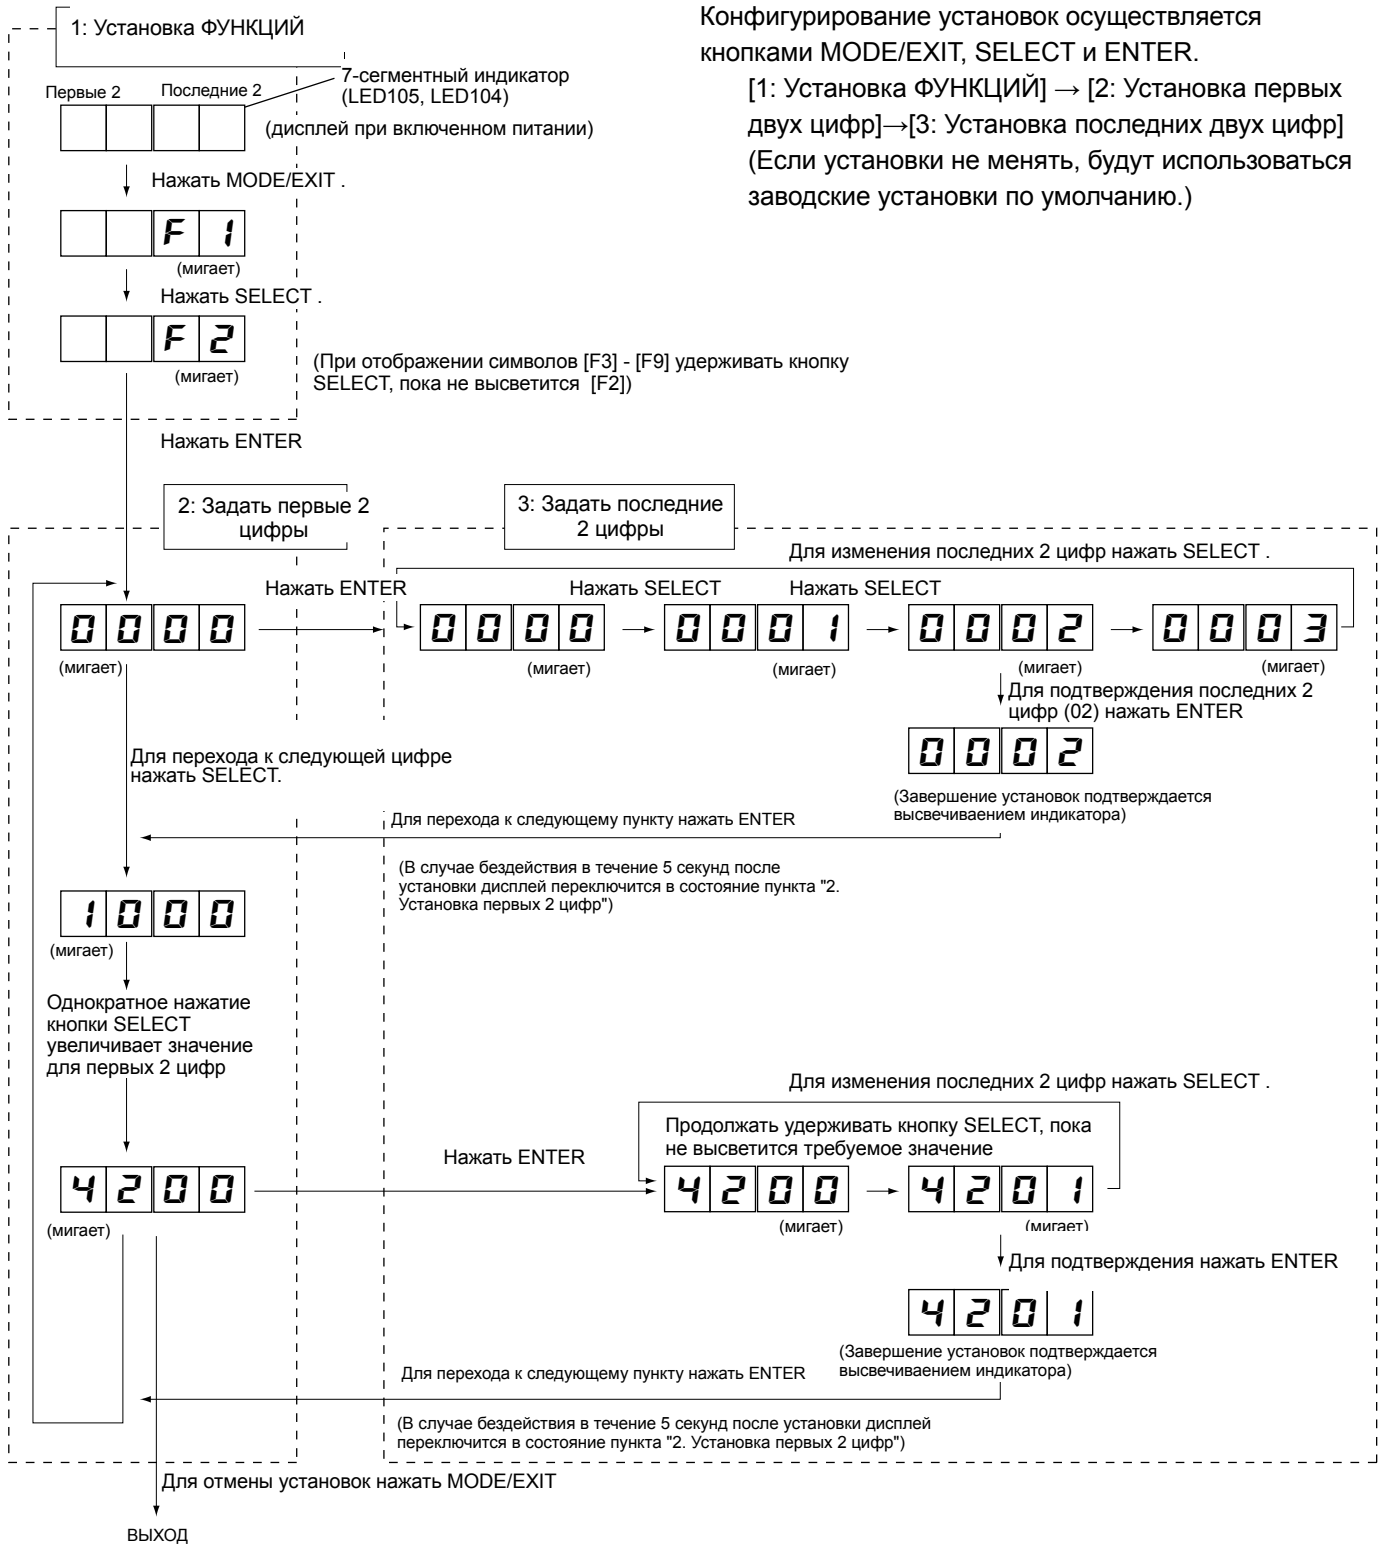 Конфигурирование установок осуществляется
кнопками MODE/EXIT, SELECT и ENTER.
[1: Установка ФУНКЦИЙ] → [2: Установка первых
двух цифр]→[3: Установка последних двух цифр]
(Если установки не менять, будут использоваться
заводские установки по умолчанию.)
1: Установка ФУНКЦИЙ
7-сегментный индикатор
(LED105, LED104)
Первые 2
Последние 2
(дисплей при включенном питании)
Нажать MODE/EXIT .
F 1
(мигает)
Нажать SELECT .
F 2
(мигает)
(При отображении символов [F3] - [F9] удерживать кнопку
SELECT, пока не высветится [F2])
Нажать ENTER
2: Задать первые 2
цифры
3: Задать последние
2 цифры
Для изменения последних 2 цифр нажать SELECT .
Нажать ENTER
Нажать SELECT
Нажать SELECT
0 0 0 0
(мигает)
0 0 0 0
(мигает)
0 0 0 1
(мигает)
0 0 0 2
(мигает)
0 0 0 3
(мигает)
Для подтверждения последних 2
цифр (02) нажать ENTER
0 0 0 2
(Завершение установок подтверждается
высвечиваением индикатора)
Для перехода к следующей цифре
нажать SELECT.
Для перехода к следующему пункту нажать ENTER
(В случае бездействия в течение 5 секунд после
установки дисплей переключится в состояние пункта "2.
Установка первых 2 цифр")
1 0 0 0
(мигает)
Однократное нажатие
кнопки SELECT
увеличивает значение
для первых 2 цифр
Для изменения последних 2 цифр нажать SELECT .
Продолжать удерживать кнопку SELECT, пока
не высветится требуемое значение
Нажать ENTER
4 2 0 0
(мигает)
4 2 0 0
(мигает)
4 2 0 1
(мигает)
Для подтверждения нажать ENTER
4 2 0 1
(Завершение установок подтверждается
высвечиваением индикатора)
Для перехода к следующему пункту нажать ENTER
(В случае бездействия в течение 5 секунд после установки дисплей
переключится в состояние пункта "2. Установка первых 2 цифр")
Для отмены установок нажать MODE/EXIT
ВЫХОД